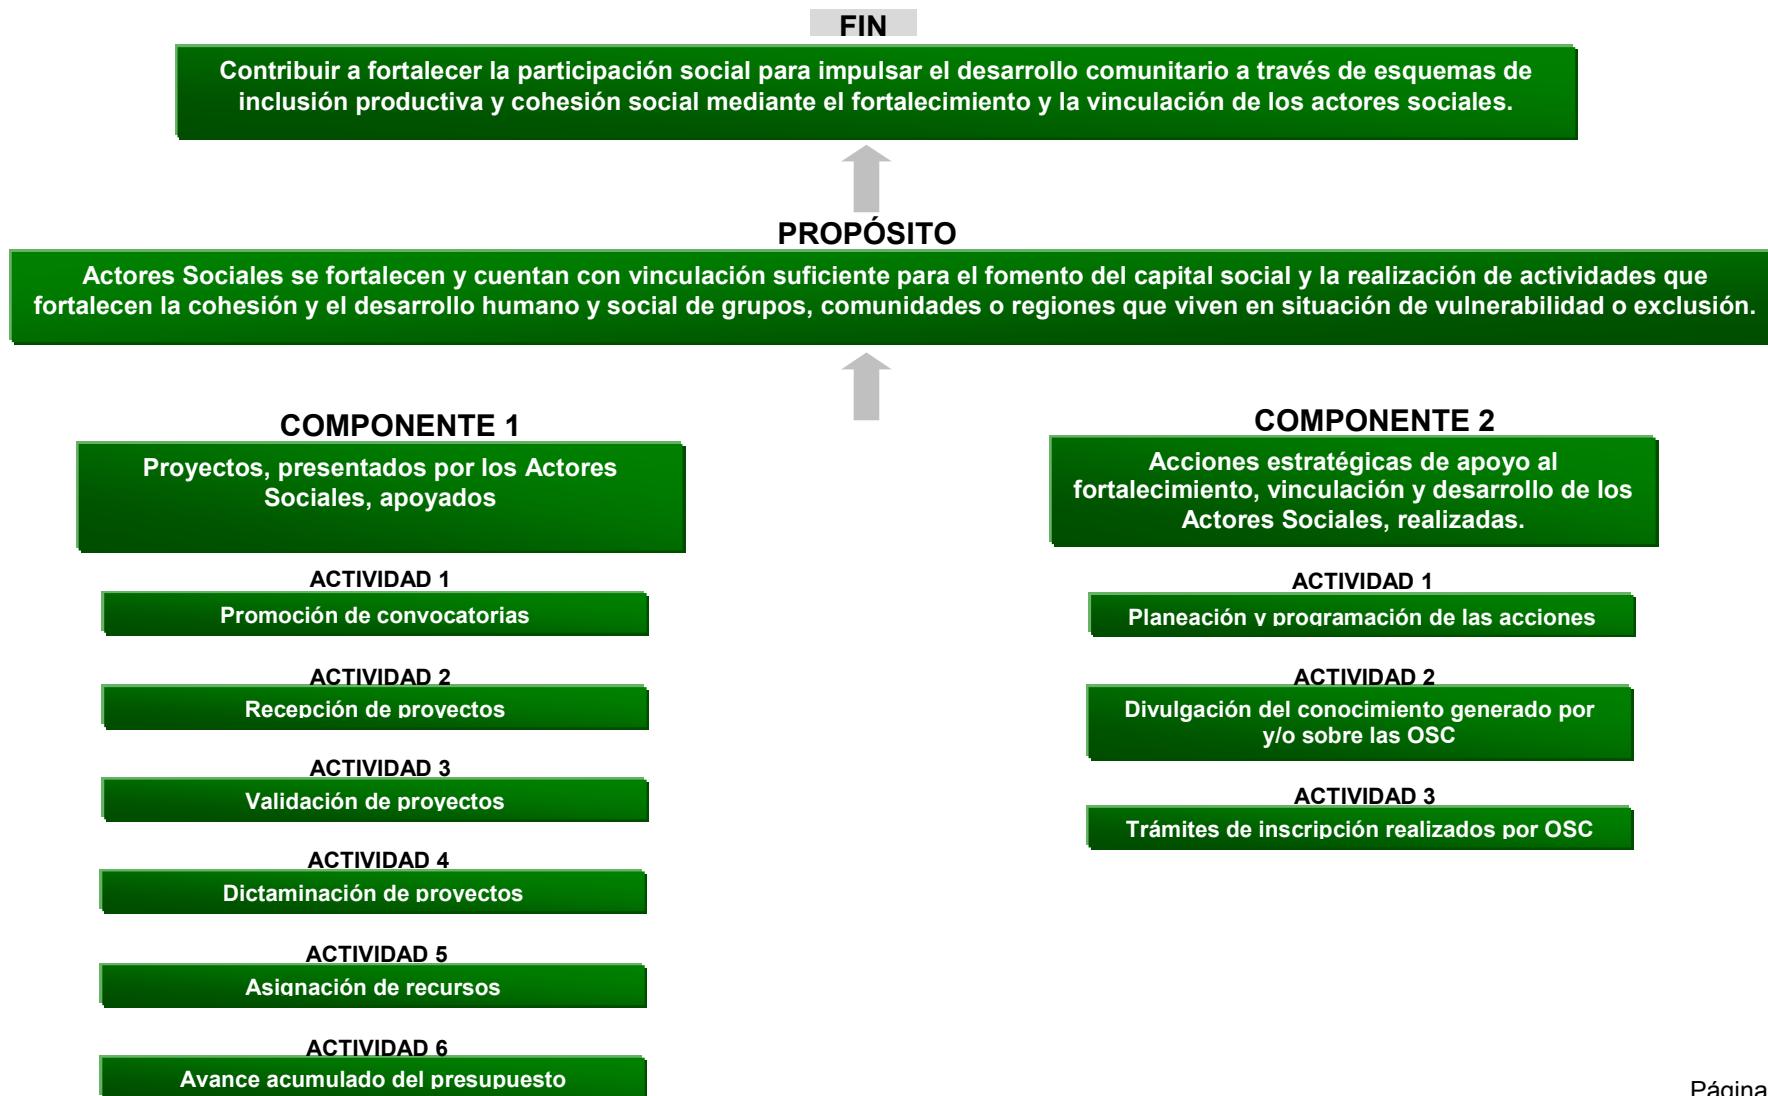 FIN
Contribuir a fortalecer la participación social para impulsar el desarrollo comunitario a través de esquemas de
inclusión productiva y cohesión social mediante el fortalecimiento y la vinculación de los actores sociales.
PROPÓSITO
Actores Sociales se fortalecen y cuentan con vinculación suficiente para el fomento del capital social y la realización de actividades que
fortalecen la cohesión y el desarrollo humano y social de grupos, comunidades o regiones que viven en situación de vulnerabilidad o exclusión.
COMPONENTE 1
Proyectos, presentados por los Actores
Sociales, apoyados
ACTIVIDAD 1
Promoción de convocatorias
ACTIVIDAD 2
Recepción de proyectos
ACTIVIDAD 3
Validación de proyectos
ACTIVIDAD 4
Dictaminación de proyectos
ACTIVIDAD 5
Asignación de recursos
ACTIVIDAD 6
Avance acumulado del presupuesto
COMPONENTE 2
Acciones estratégicas de apoyo al
fortalecimiento, vinculación y desarrollo de los
Actores Sociales, realizadas.
ACTIVIDAD 1
Planeación y programación de las acciones
ACTIVIDAD 2
Divulgación del conocimiento generado por
y/o sobre las OSC
ACTIVIDAD 3
Trámites de inscripción realizados por OSC
Página